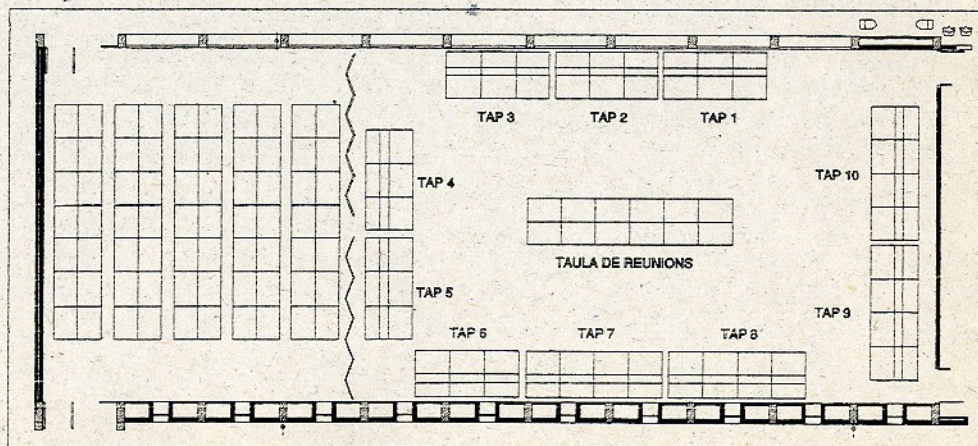 TAP 3
TAP 2
TAP 1
TAP 4
TAP 10
TAULA DE REUNIONS
TAP 5
TAP 9
TAP 6
TAP 7
TAP 8